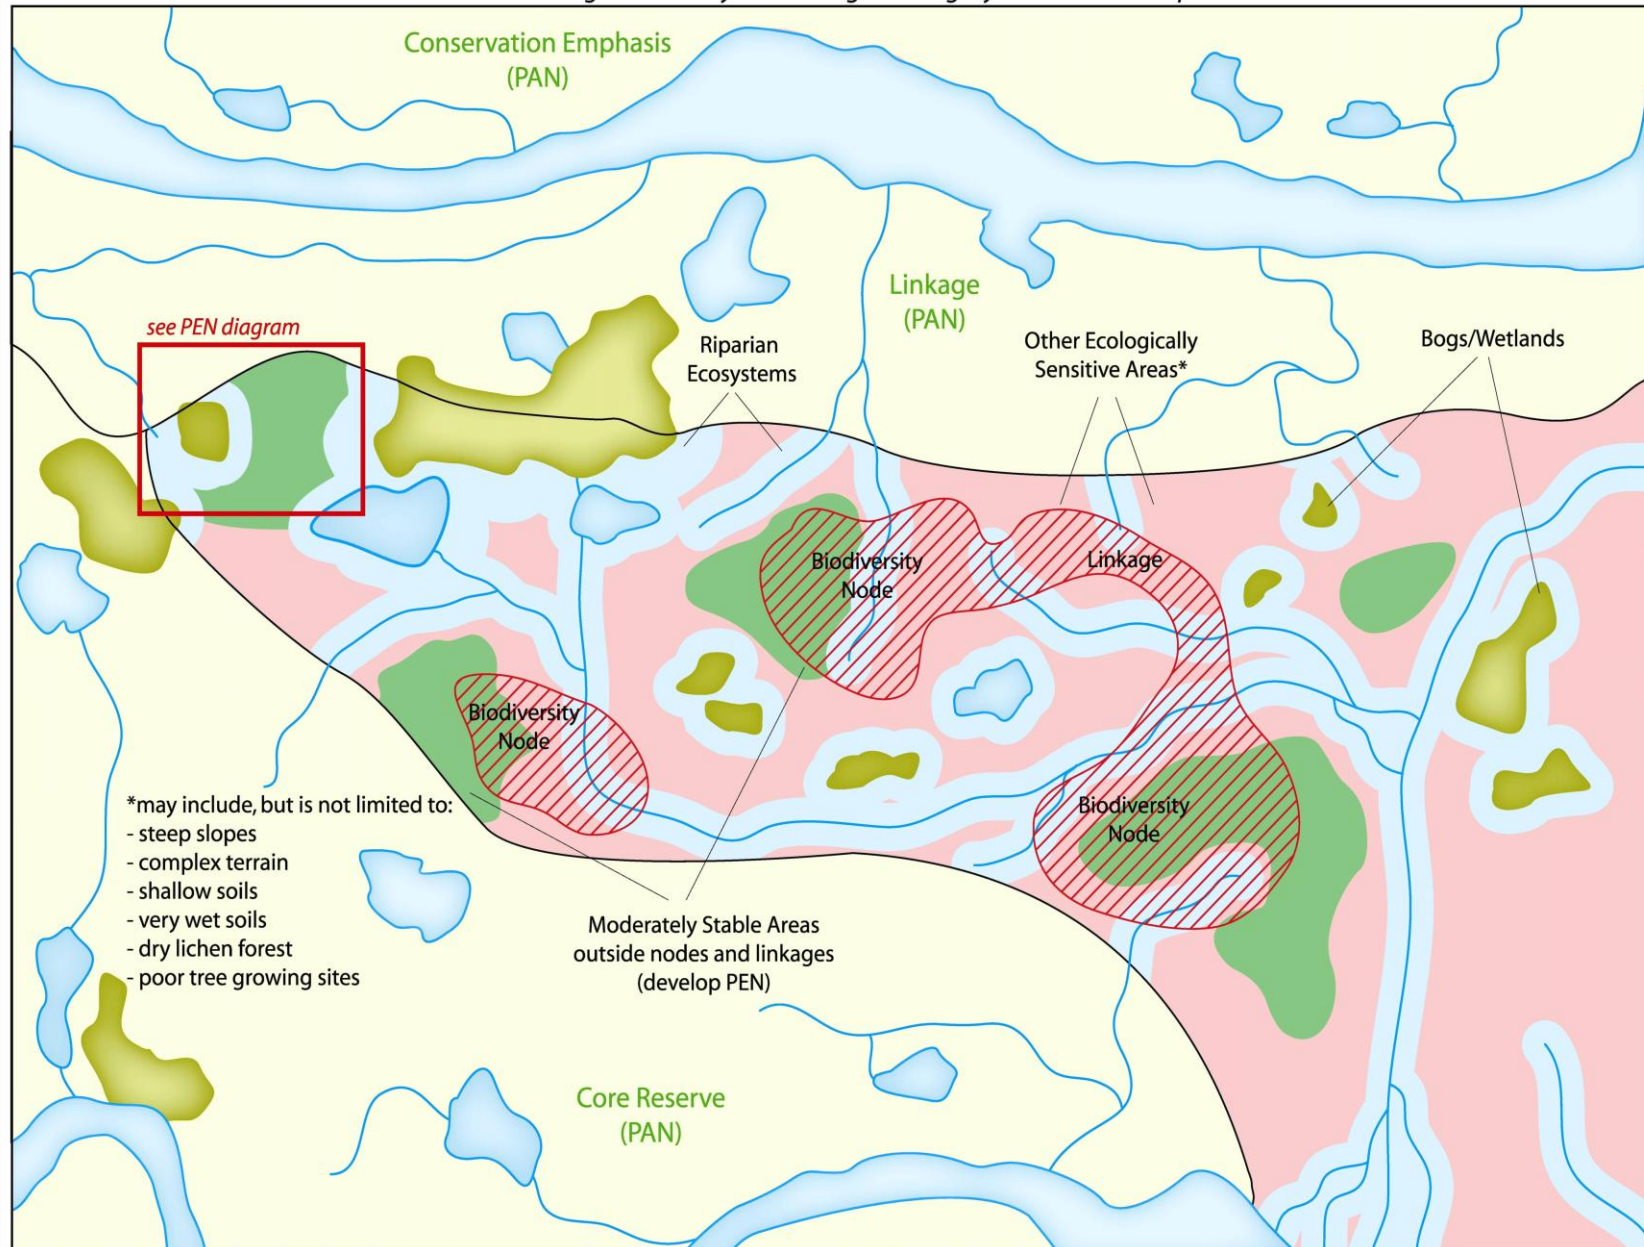 Conservation Emphasis
(PAN)
Linkage
(PAN)
see PEN diagram
Riparian
Ecosystems
Other Ecologically
Sensitive Areas*
Bogs/Wetlands
Biodiversity
Node
Linkage
Biodiversity
Node
Biodiversity
Node
*may include, but is not limited to:
- steep slopes
- complex terrain
- shallow soils
- very wet soils
- dry lichen forest
- poor tree growing sites
Moderately Stable Areas
outside nodes and linkages
(develop PEN)
Core Reserve
(PAN)